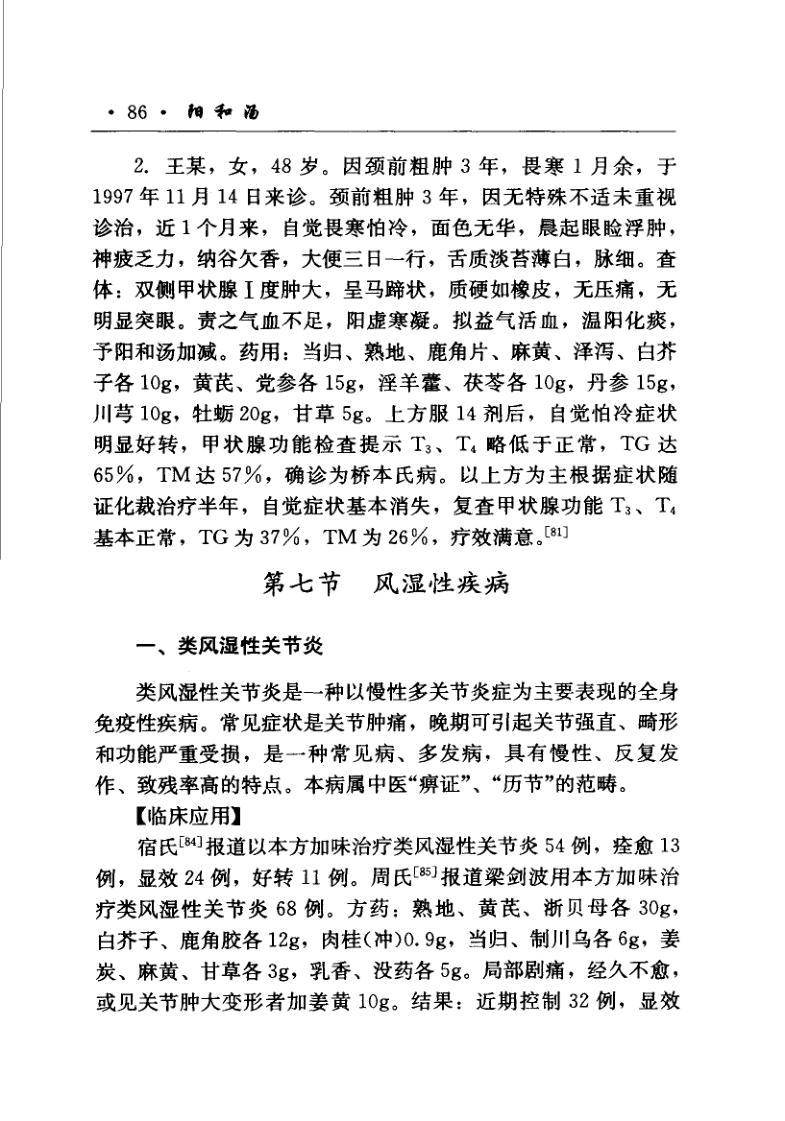 · 86 · 阳和汤
2. 王某，女，48 岁。因颈前粗肿 3 年，畏寒 1 月余，于
1997 年 11 月 14 日来诊。颈前粗肿 3 年，因无特殊不适未重视
诊治，近 1 个月来，自觉畏寒怕冷，面色无华，晨起眼睑浮肿，
神疲乏力，纳谷欠香，大便三日一行，舌质淡苔薄白，脉细。查
体：双侧甲状腺Ⅰ度肿大，呈马蹄状，质硬如橡皮，无压痛，无
明显突眼。责之气血不足，阳虚寒凝。拟益气活血，温阳化痰，
予阳和汤加减。药用：当归、熟地、鹿角片、麻黄、泽泻、白芥
子各 10g，黄芪、党参各 15g，淫羊藿、茯苓各 10g，丹参 15g，
川芎 10g，牡蛎 20g，甘草 5g。上方服 14 剂后，自觉怕冷症状
明显好转，甲状腺功能检查提示 T₃、T₄ 略低于正常，TG 达
65%，TM 达 57%，确诊为桥本氏病。以上方为主根据症状随
证化裁治疗半年，自觉症状基本消失，复查甲状腺功能 T₃、T₄
基本正常，TG 为 37%，TM 为 26%，疗效满意。[81]
第七节 风湿性疾病
一、类风湿性关节炎
类风湿性关节炎是一种以慢性多关节炎症为主要表现的全身
免疫性疾病。常见症状是关节肿痛，晚期可引起关节强直、畸形
和功能严重受损，是一种常见病、多发病，具有慢性、反复发
作、致残率高的特点。本病属中医“痹证”、“历节”的范畴。
【临床应用】
宿氏[84]报道以本方加味治疗类风湿性关节炎 54 例，痊愈 13
例，显效 24 例，好转 11 例。周氏[85]报道梁剑波用本方加味治
疗类风湿性关节炎 68 例。方药：熟地、黄芪、浙贝母各 30g，
白芥子、鹿角胶各 12g，肉桂(冲)0.9g，当归、制川乌各 6g，姜
炭、麻黄、甘草各 3g，乳香、没药各 5g。局部剧痛，经久不愈，
或见关节肿大变形者加姜黄 10g。结果：近期控制 32 例，显效